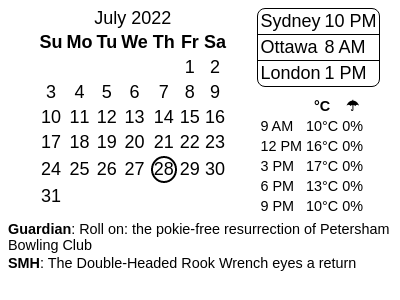 July 2022
Su Mo Tu We Th Fr Sa
1 2
3 4 5 6 7 8 9
10 11 12 13 14 15 16
17 18 19 20 21 22 23
24 25 26 27 28 29 30
31
Sydney 10 PM
Ottawa 8 AM
London 1 PM
°C ☂
9 AM 10°C 0%
12 PM 16°C 0%
3 PM 17°C 0%
6 PM 13°C 0%
9 PM 10°C 0%
Guardian: Roll on: the pokie-free resurrection of Petersham
Bowling Club
SMH: The Double-Headed Rook Wrench eyes a return